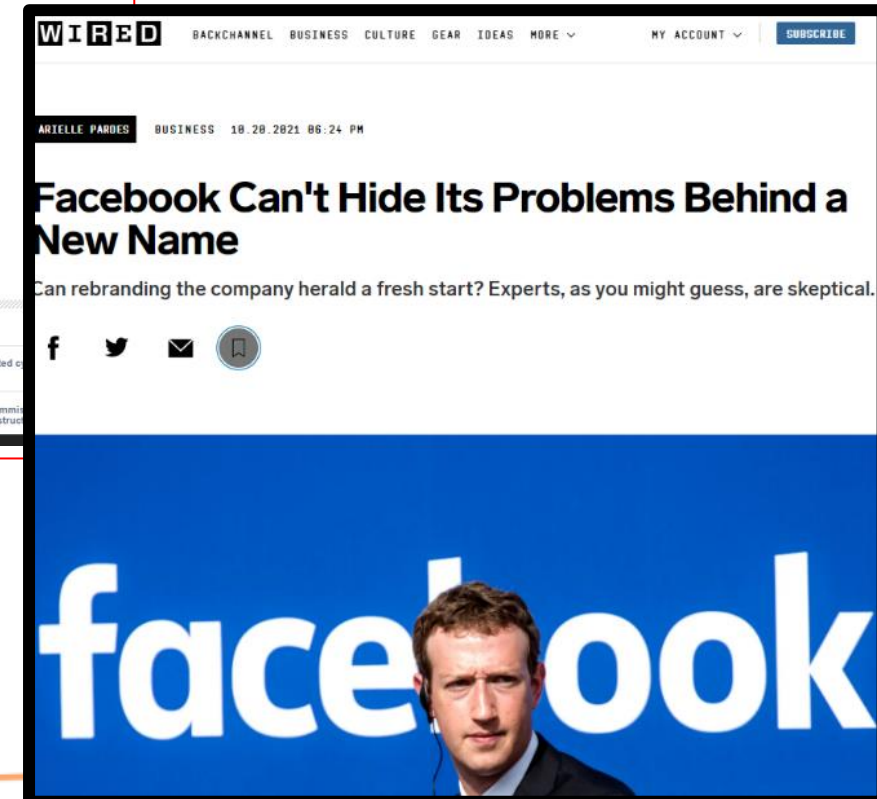 WIRED
BACKCHANNEL BUSINESS CULTURE GEAR IDEAS MORE
MY ACCOUNT
SUBSCRIBE
ARIELLE PARDES
BUSINESS 10.20.2021 06:24 PM
Facebook Can't Hide Its Problems Behind a
New Name
Can rebranding the company herald a fresh start? Experts, as you might guess, are skeptical.
f
facebook